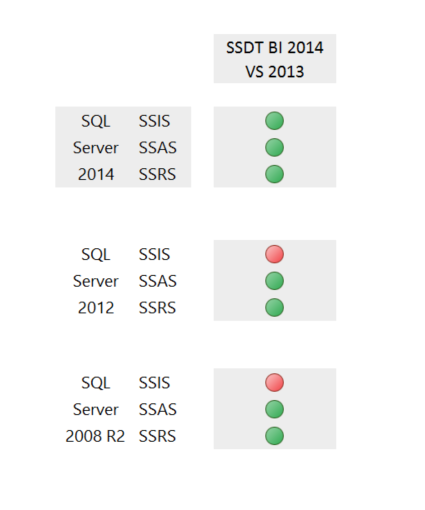 SSDT BI 2014
VS 2013
SQL SSIS
Server SSAS
2014 SSRS
SQL SSIS
Server SSAS
2012 SSRS
SQL SSIS
Server SSAS
2008 R2 SSRS